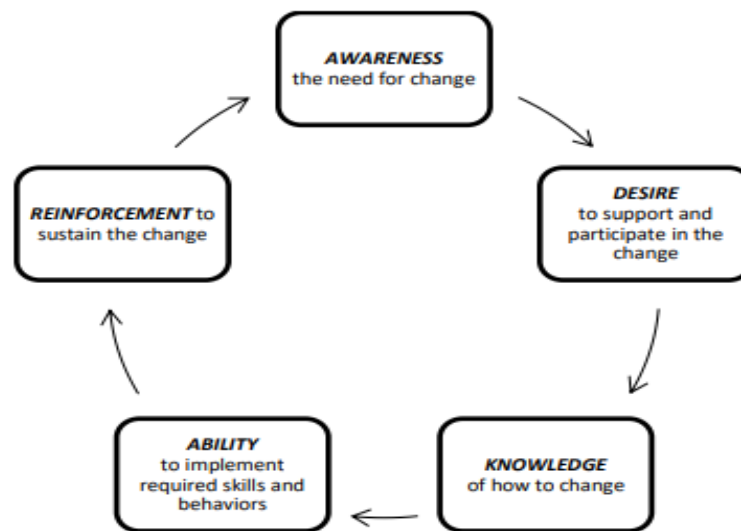 AWARENESS
the need for change
DESIRE
to support and
participate in the
change
KNOWLEDGE
of how to change
ABILITY
to implement
required skills and
behaviors
REINFORCEMENT to
sustain the change